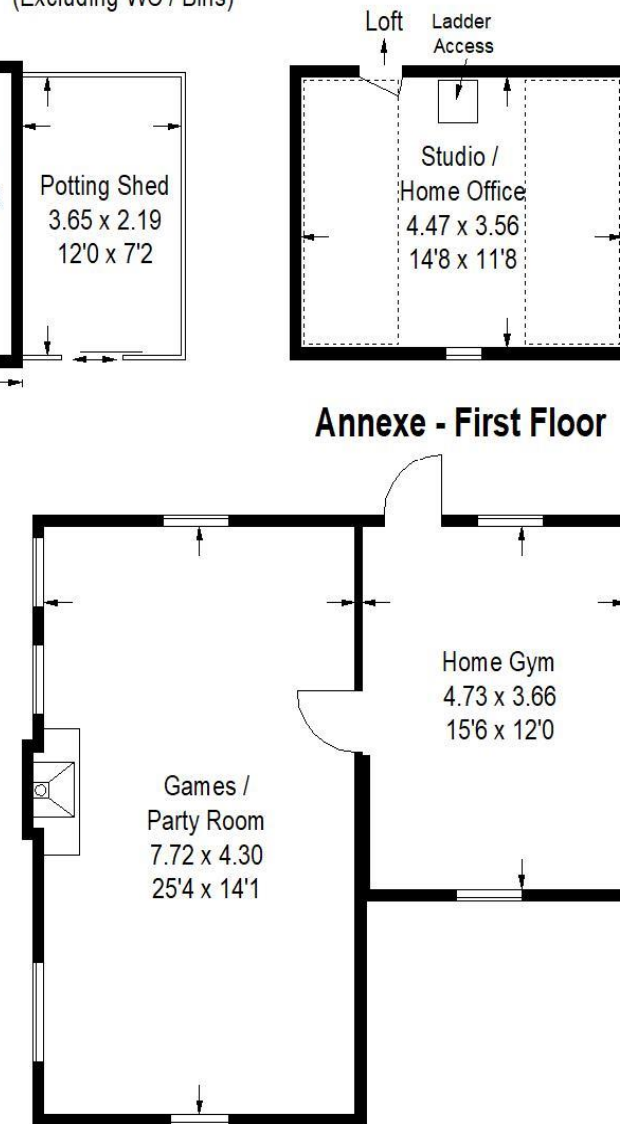 (Excluding WC / Bins)
Loft
Ladder
Access
Potting Shed
3.65 x 2.19
12'0 x 7'2
Studio /
Home Office
4.47 x 3.56
14'8 x 11'8
Annexe - First Floor
Home Gym
4.73 x 3.66
15'6 x 12'0
Games /
Party Room
7.72 x 4.30
25'4 x 14'1